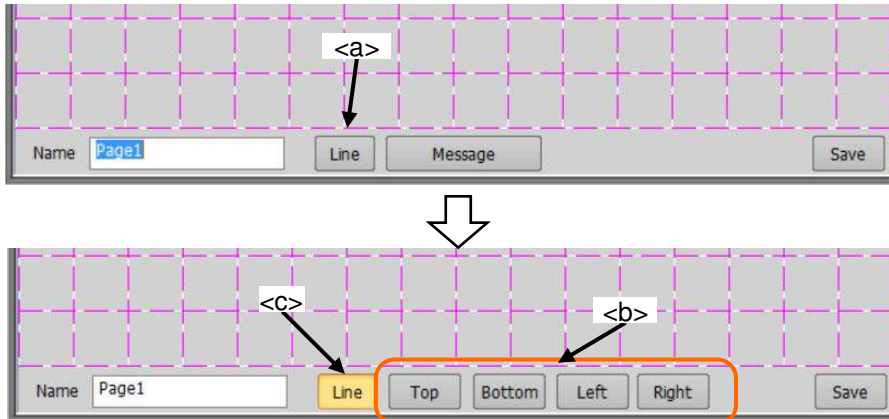 <a>
Name Page1 Line Message Save
<c>
<b>
Name Page1 Line Top Bottom Left Right Save